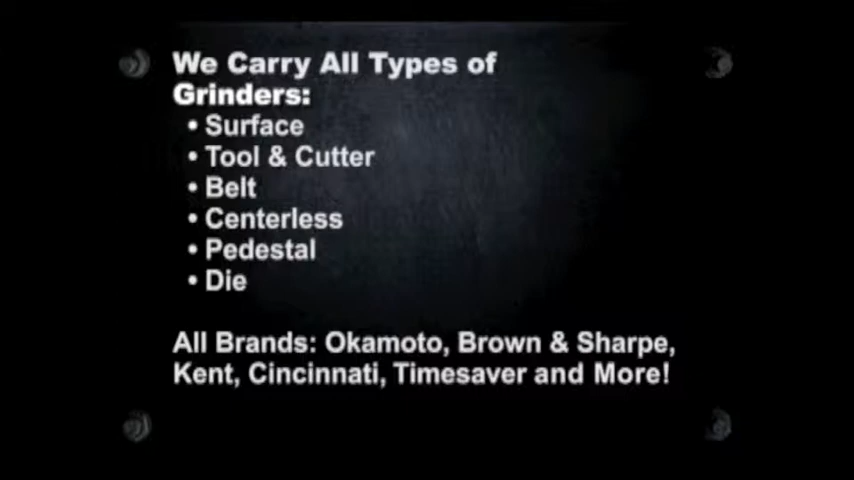 We Carry All Types of
Grinders:
• Surface
• Tool & Cutter
• Belt
• Centerless
• Pedestal
• Die
All Brands: Okamoto, Brown & Sharpe,
Kent, Cincinnati, Timesaver and More!